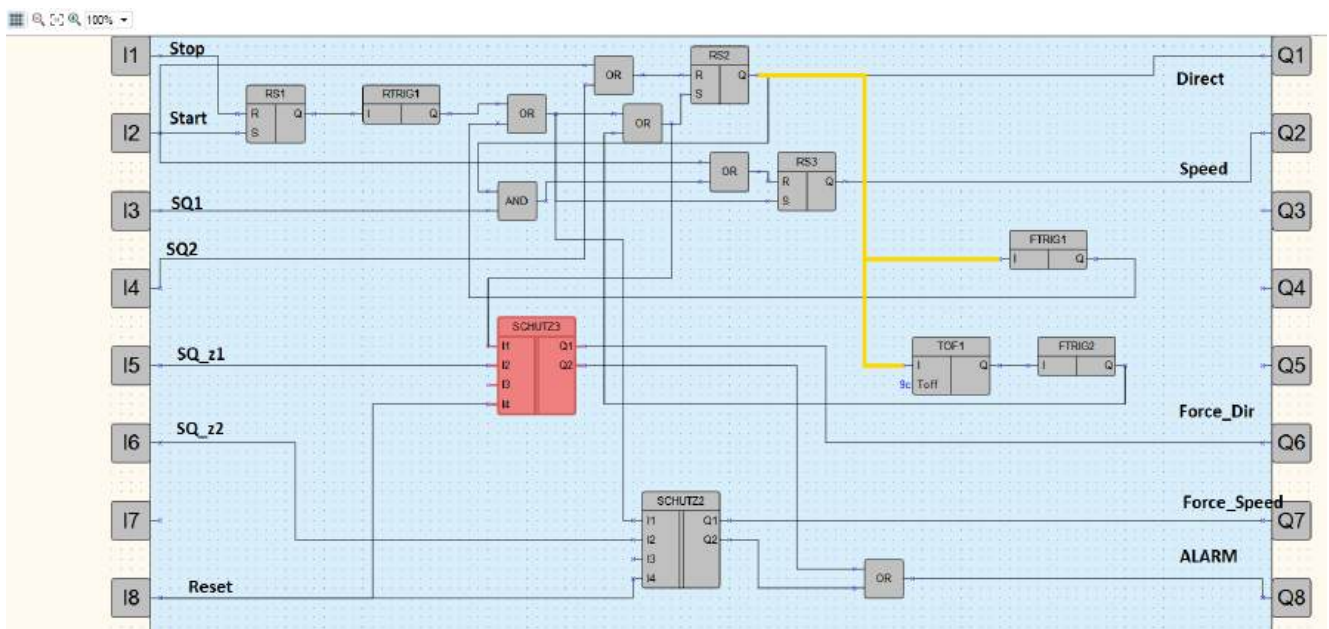 100%
I1 Stop RS2 Q1
OR R Q Direct
RS1 RTRIG1 S
R Q I Q OR
I2 Start S OR Q2
RS3
OR R Q Speed
I3 SQ1 AND S Q3
SQ2 FTRIG1
I Q
I4 Q4
SCHUTZ3
I1 Q1 TOF1 FTRIG2
I5 SQ_z1 I2 Q2 I Q I Q Q5
I3 9c Toff
I4 Force_Dir
I6 SQ_z2 Q6
SCHUTZ2 Force_Speed
I7 I1 Q1 Q7
I2 Q2
I3 ALARM
Reset I4 OR
I8 Q8